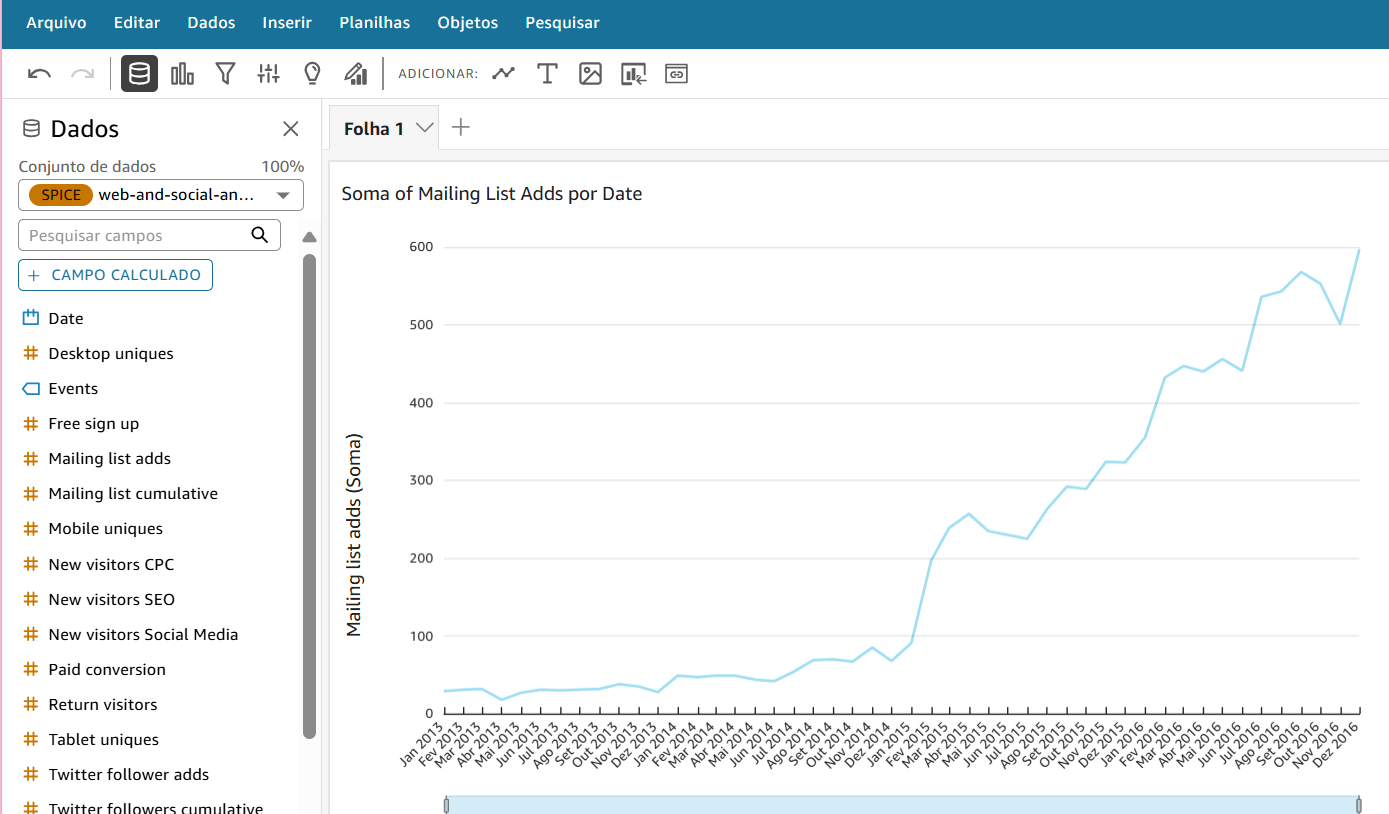 Arquivo Editar Dados Inserir Planilhas Objetos Pesquisar
ADICIONAR:
Dados
Conjunto de dados 100%
SPICE web-and-social-an...
Pesquisar campos
+ CAMPO CALCULADO
Date
Desktop uniques
Events
Free sign up
Mailing list adds
Mailing list cumulative
Mobile uniques
New visitors CPC
New visitors SEO
New visitors Social Media
Paid conversion
Return visitors
Tablet uniques
Twitter follower adds
Twitter followers cumulative
Folha 1
Soma of Mailing List Adds por Date
Mailing list adds (Soma)
600
500
400
300
200
100
0
Jan 2013
Fev 2013
Mar 2013
Abr 2013
Mai 2013
Jun 2013
Jul 2013
Ago 2013
Set 2013
Out 2013
Nov 2013
Dez 2013
Jan 2014
Fev 2014
Mar 2014
Abr 2014
Mai 2014
Jun 2014
Jul 2014
Ago 2014
Set 2014
Out 2014
Nov 2014
Dez 2014
Jan 2015
Fev 2015
Mar 2015
Abr 2015
Mai 2015
Jun 2015
Jul 2015
Ago 2015
Set 2015
Out 2015
Nov 2015
Dez 2015
Jan 2016
Fev 2016
Mar 2016
Abr 2016
Mai 2016
Jun 2016
Jul 2016
Ago 2016
Set 2016
Out 2016
Nov 2016
Dez 2016